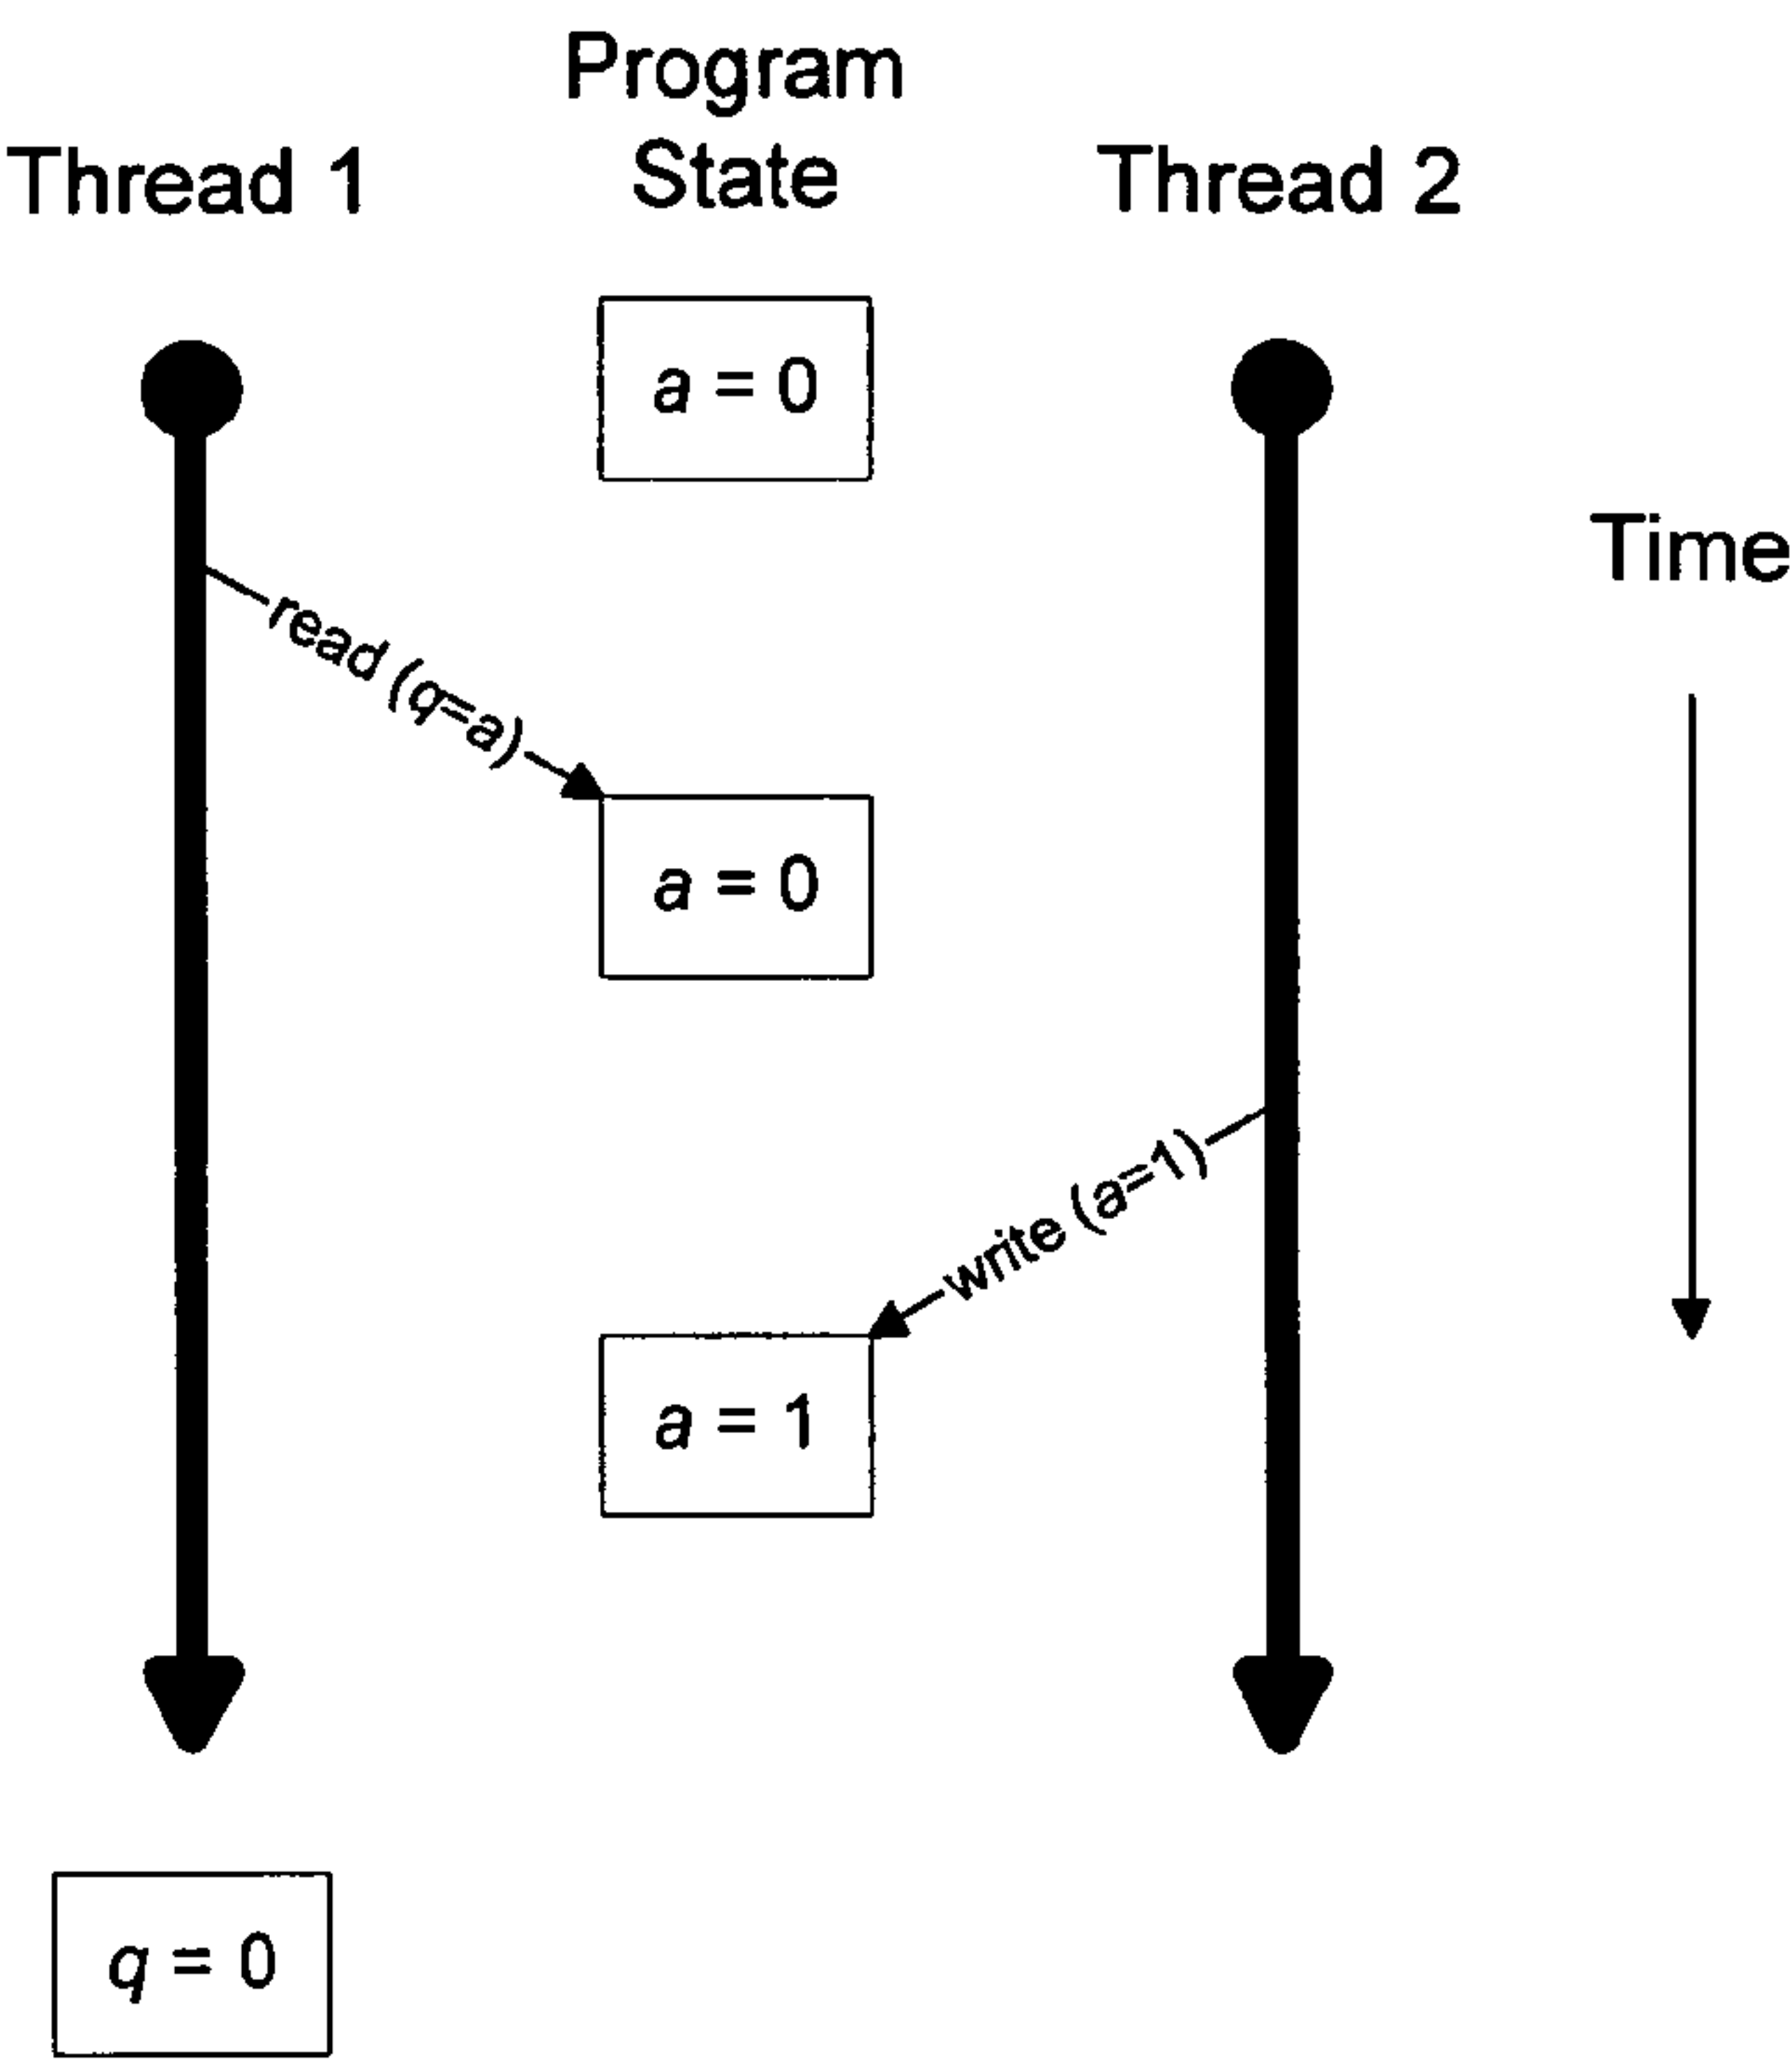 Program
State
Thread 1
Thread 2
a = 0
Time
read (q=a)
a = 0
write (a=1)
a = 1
q = 0